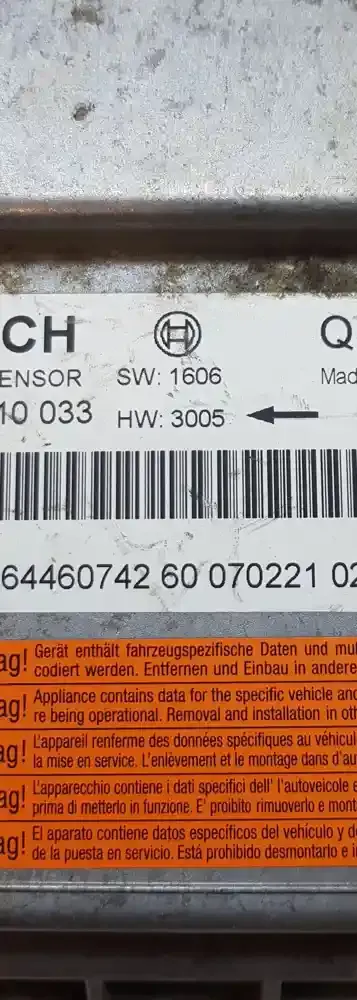 CH Q
ENSOR SW: 1606 Mad
10 033 HW: 3005
6446074260 070221 02
ag! Gerät enthält fahrzeugspezifische Daten und mu
codiert werden. Entfernen und Einbau in andere
ag! Appliance contains data for the specific vehicle and
re being operational. Removal and installation in oth
ag! L'appareil renferme des données spécifiques au véhicul
la mise en service. L'enlèvement et le montage dans d'au
ag! L'apparecchio contiene i dati specifici dell' l'autoveicole e
prima di metterlo in funzione. E' proibito rimuoverlo e mont
ag! El aparato contiene datos específicos del vehículo y de
de la puesta en servicio. Está prohibido desmontarlo e i